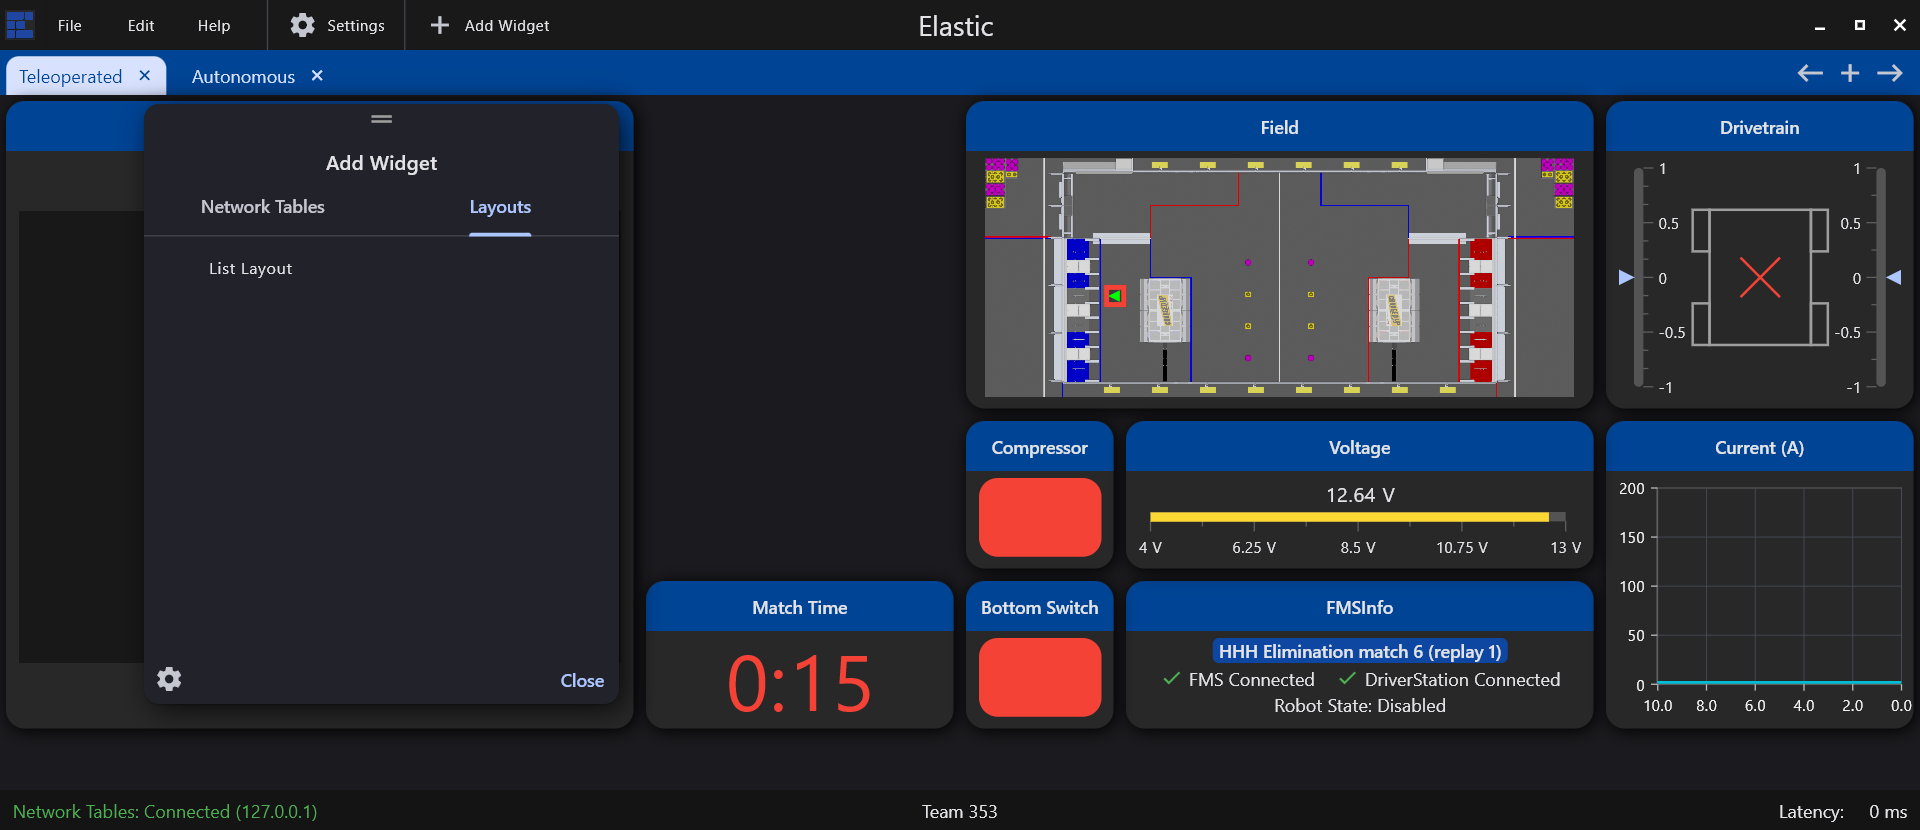 File Edit Help Settings Add Widget Elastic
Teleoperated Autonomous
Add Widget
Network Tables Layouts
List Layout
Close
Field
Drivetrain
1 1
0.5 0.5
0 0
-0.5 -0.5
-1 -1
Compressor
Voltage
12.64 V
4 V 6.25 V 8.5 V 10.75 V 13 V
Current (A)
200
150
100
50
0
10.0 8.0 6.0 4.0 2.0 0.0
Match Time
0:15
Bottom Switch
FMSInfo
HHH Elimination match 6 (replay 1)
FMS Connected DriverStation Connected
Robot State: Disabled
Network Tables: Connected (127.0.0.1) Team 353 Latency: 0 ms